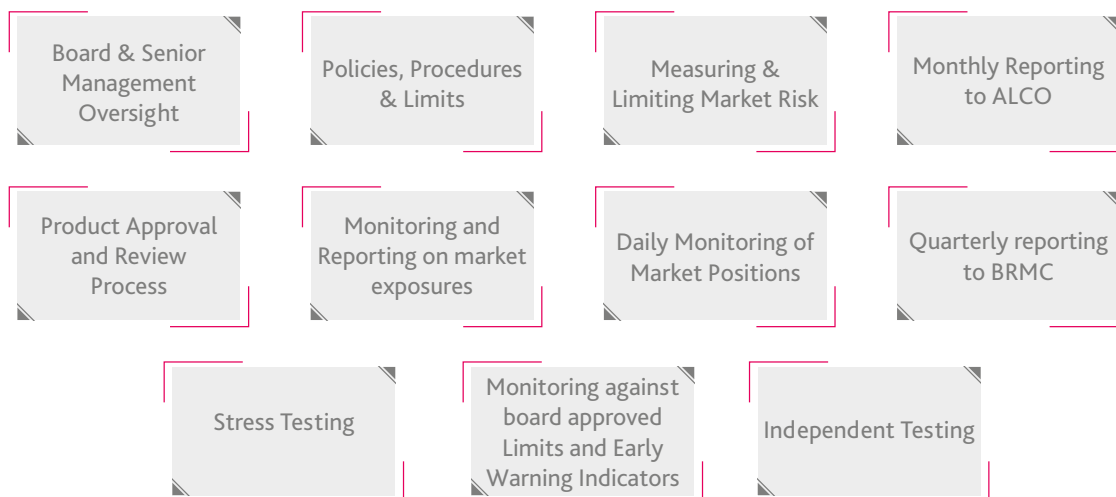 Board & Senior
Management
Oversight
Policies, Procedures
& Limits
Measuring &
Limiting Market Risk
Monthly Reporting
to ALCO
Product Approval
and Review
Process
Monitoring and
Reporting on market
exposures
Daily Monitoring of
Market Positions
Quarterly reporting
to BRMC
Stress Testing
Monitoring against
board approved
Limits and Early
Warning Indicators
Independent Testing